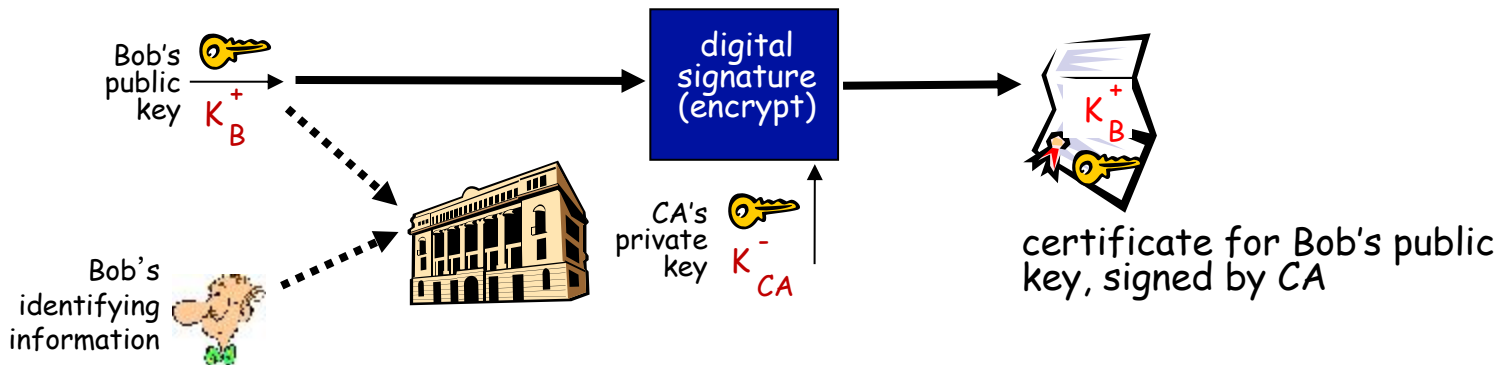 Bob's
public
key
K
+
B
digital
signature
(encrypt)
K
+
B
CA's
private
key
K
-
CA
certificate for Bob's public
key, signed by CA
Bob's
identifying
information